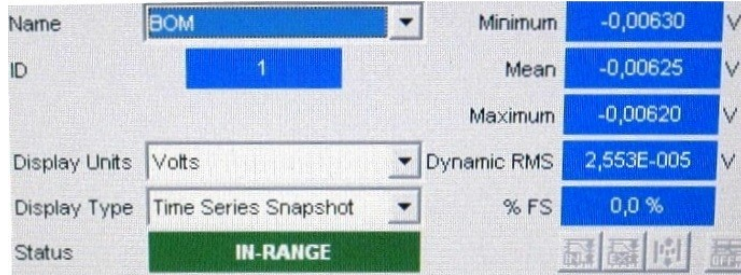 Name BOM Minimum -0,00630 V
ID 1 Mean -0,00625 V
Maximum -0,00620 V
Display Units Volts Dynamic RMS 2,553E-005 V
Display Type Time Series Snapshot % FS 0,0 %
Status IN-RANGE